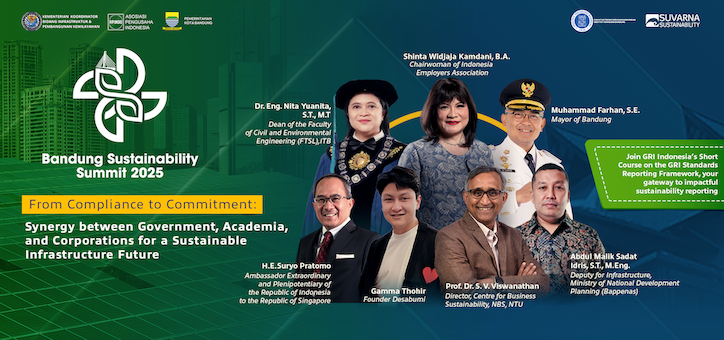 KEMENTERIAN KOORDINATOR
BIDANG INFRASTRUKTUR &
PEMBANGUNAN KEWILAYAHAN
APINDO
ASOSIASI
PENGUSAHA
INDONESIA
PEMERINTAHAN
KOTA BANDUNG
SUVARNA
SUSTAINABILITY
Bandung Sustainability
Summit 2025
From Compliance to Commitment:
Synergy between Government, Academia,
and Corporations for a Sustainable
Infrastructure Future
Shinta Widjaja Kamdani, B.A.
Chairwoman of Indonesia
Employers Association
Dr. Eng. Nita Yuanita,
S.T., M.T
Dean of the Faculty
of Civil and Environmental
Engineering (FTSL), ITB
Muhammad Farhan, S.E.
Mayor of Bandung
Join GRI Indonesia's Short
Course on the GRI Standards
Reporting Framework, your
gateway to impactful
sustainability reporting
H.E.Suryo Pratomo
Ambassador Extraordinary
and Plenipotentiary of
the Republic of Indonesia
to the Republic of Singapore
Gamma Thohir
Founder Desabumi
Prof. Dr. S. V. Viswanathan
Director, Centre for Business
Sustainability, NBS, NTU
Abdul Malik Sadat
Idris, S.T., M.Eng.
Deputy for Infrastructure,
Ministry of National Development
Planning (Bappenas)